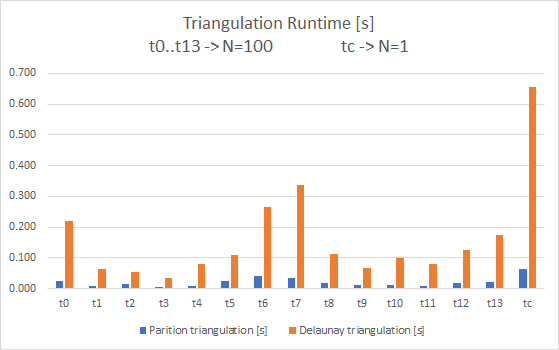 Triangulation Runtime [s]
t0..t13 -> N=100 tc -> N=1
0.700
0.600
0.500
0.400
0.300
0.200
0.100
0.000
t0 t1 t2 t3 t4 t5 t6 t7 t8 t9 t10 t11 t12 t13 tc
Parition triangulation [s] Delaunay triangulation [s]